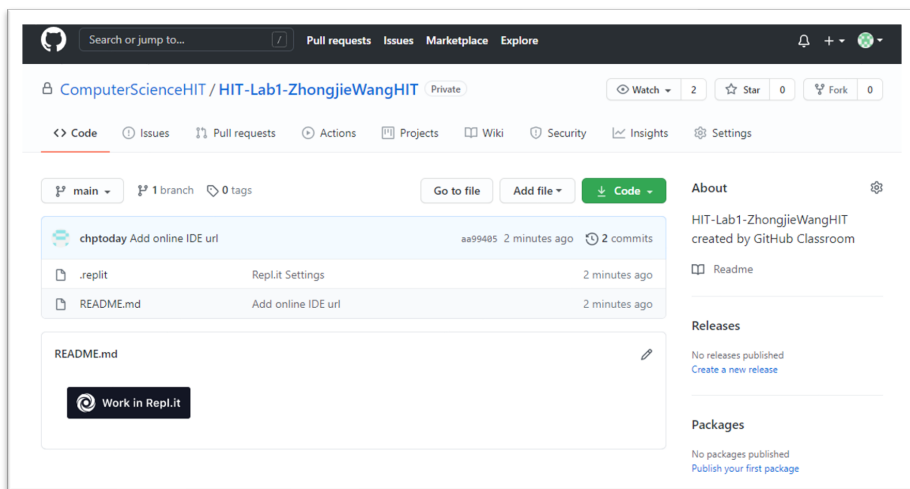 Search or jump to... / Pull requests Issues Marketplace Explore
ComputerScienceHIT / HIT-Lab1-ZhongjieWangHIT Private Watch 2 Star 0 Fork 0
Code Issues Pull requests Actions Projects Wiki Security Insights Settings
main 1 branch 0 tags Go to file Add file Code
chptoday Add online IDE url aa99405 2 minutes ago 2 commits
.replit Repl.it Settings 2 minutes ago
README.md Add online IDE url 2 minutes ago
README.md
Work in Repl.it
About
HIT-Lab1-ZhongjieWangHIT
created by GitHub Classroom
Readme
Releases
No releases published
Create a new release
Packages
No packages published
Publish your first package